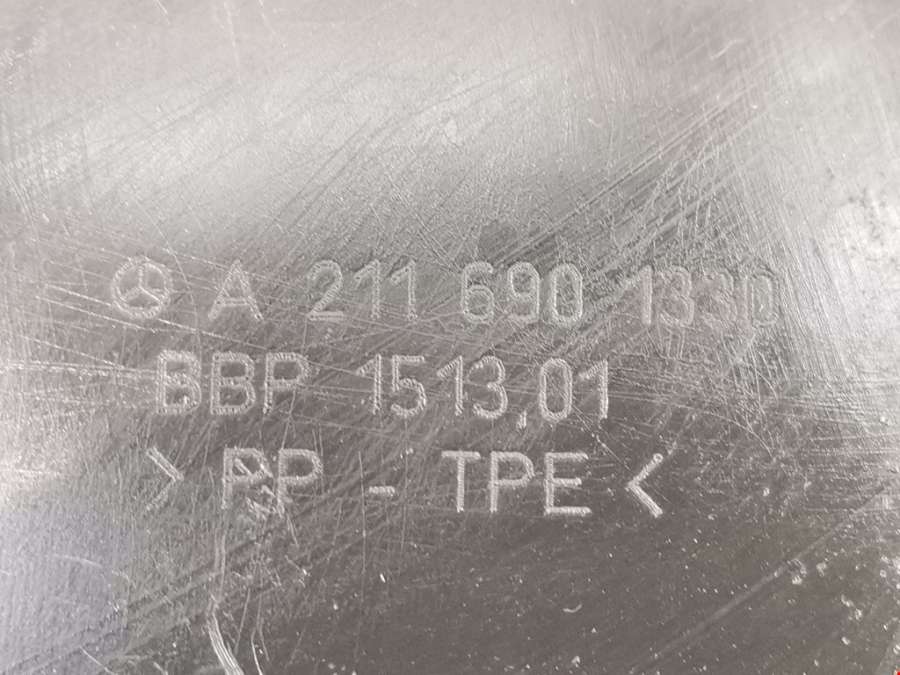 A 211 690 1330
BBP 1513,01
> PP - TPE <